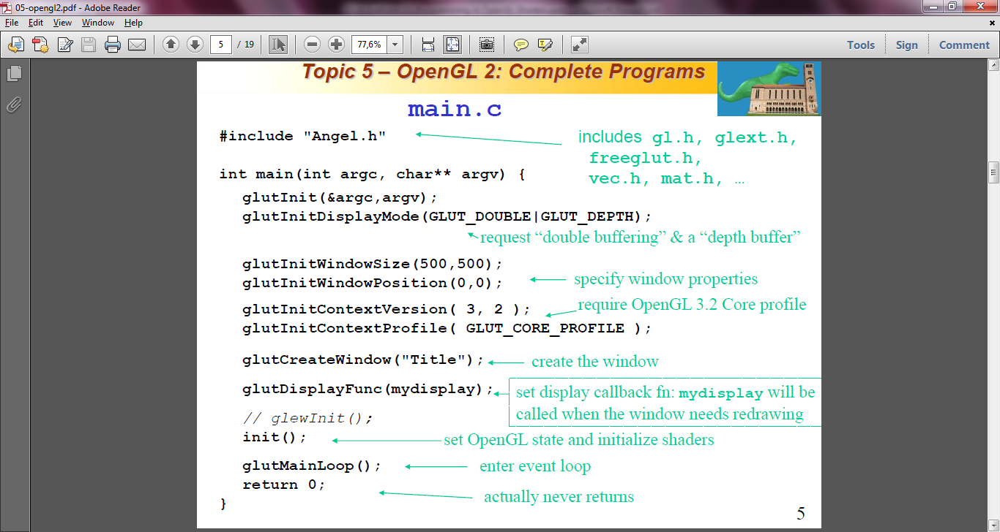 05-opengl2.pdf - Adobe Reader
File Edit View Window Help
5 / 19 77,6% Tools Sign Comment
Topic 5 – OpenGL 2: Complete Programs
main.c
#include "Angel.h"
includes gl.h, glext.h,
freeglut.h,
vec.h, mat.h, …
int main(int argc, char** argv) {
glutInit(&argc,argv);
glutInitDisplayMode(GLUT_DOUBLE|GLUT_DEPTH);
request “double buffering” & a “depth buffer”
glutInitWindowSize(500,500);
glutInitWindowPosition(0,0);
specify window properties
require OpenGL 3.2 Core profile
glutInitContextVersion( 3, 2 );
glutInitContextProfile( GLUT_CORE_PROFILE );
glutCreateWindow("Title");
create the window
glutDisplayFunc(mydisplay);
set display callback fn: mydisplay will be
called when the window needs redrawing
// glewInit();
init();
set OpenGL state and initialize shaders
glutMainLoop();
enter event loop
return 0;
actually never returns
}
5